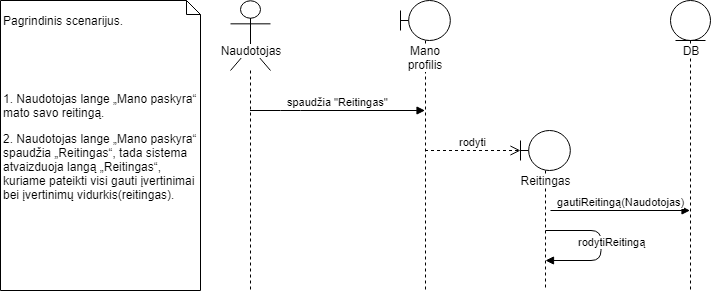 Pagrindinis scenarijus.
1. Naudotojas lange „Mano paskyra“
mato savo reitingą.
2. Naudotojas lange „Mano paskyra“
spaudžia „Reitingas“, tada sistema
atvaizduoja langą „Reitingas“,
kuriame pateikti visi gauti įvertinimai
bei įvertinimų vidurkis(reitingas).
Naudotojas
Mano
profilis
DB
spaudžia "Reitingas"
rodyti
Reitingas
gautiReitingą(Naudotojas)
rodytiReitingą